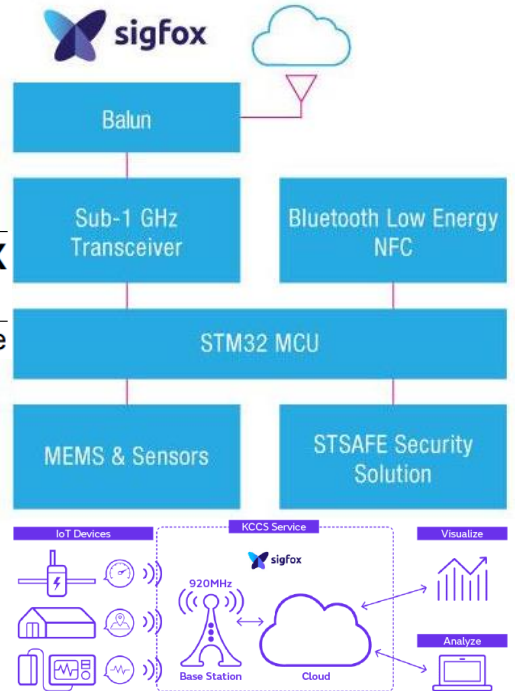 sigfox
Balun
Sub-1 GHz
Transceiver
Bluetooth Low Energy
NFC
X
e
STM32 MCU
MEMS & Sensors
STSAFE Security
Solution
IoT Devices
KCCS Service
Visualize
sigfox
920MHz
Base Station
Cloud
Analyze